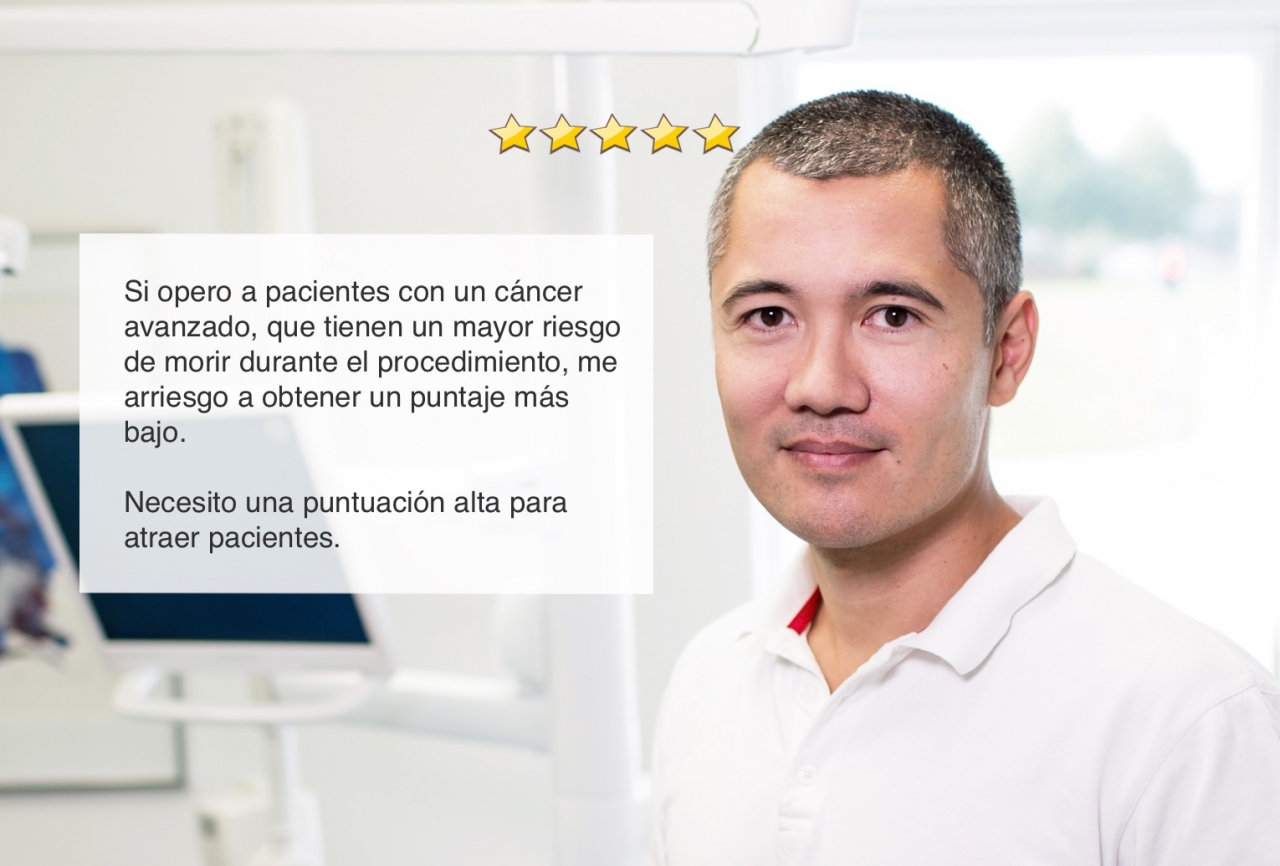 Si opero a pacientes con un cáncer
avanzado, que tienen un mayor riesgo
de morir durante el procedimiento, me
arriesgo a obtener un puntaje más
bajo.
Necesito una puntuación alta para
atraer pacientes.